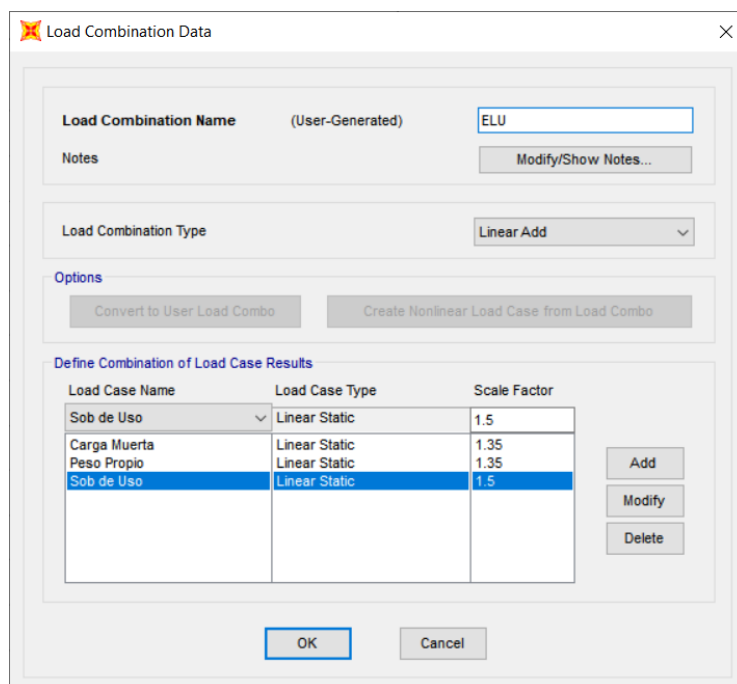 Load Combination Data
Load Combination Name (User-Generated) ELU
Notes Modify/Show Notes...
Load Combination Type Linear Add
Options
Convert to User Load Combo Create Nonlinear Load Case from Load Combo
Define Combination of Load Case Results
Load Case Name Load Case Type Scale Factor
Sob de Uso Linear Static 1.5
Carga Muerta Linear Static 1.35
Peso Propio Linear Static 1.35
Sob de Uso Linear Static 1.5
Add
Modify
Delete
OK Cancel